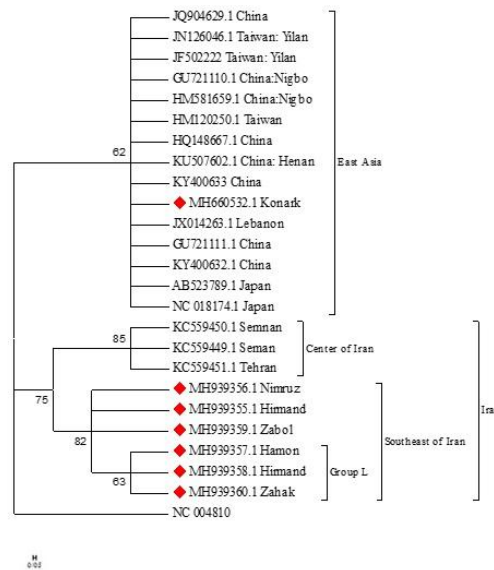 JQ904629.1 China
JN126046.1 Taiwan: Yilan
JF502222 Taiwan: Yilan
GU721110.1 China:Nigbo
HM581659.1 China:Nigbo
HM120250.1 Taiwan
HQ148667.1 China
62
KU507602.1 China: Henan
East Asia
KY400633 China
MH660532.1 Konark
JX014263.1 Lebanon
GU721111.1 China
KY400632.1 China
AB523789.1 Japan
NC 018174.1 Japan
KC559450.1 Semnan
85
KC559449.1 Seman
Center of Iran
KC559451.1 Tehran
75
MH939356.1 Nimruz
MH939355.1 Hirmand
Ira
MH939359.1 Zabol
82
Southeast of Iran
MH939357.1 Hamon
MH939358.1 Hirmand
Group L
63
MH939360.1 Zahak
NC 004810